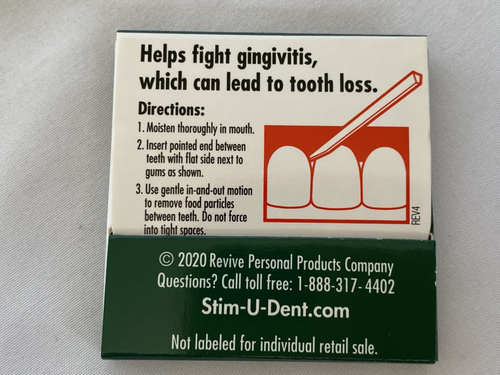 Helps fight gingivitis,
which can lead to tooth loss.
Directions:
1. Moisten thoroughly in mouth.
2. Insert pointed end between
teeth with flat side next to
gums as shown.
3. Use gentle in-and-out motion
to remove food particles
between teeth. Do not force
into tight spaces.
REV4
© 2020 Revive Personal Products Company
Questions? Call toll free: 1-888-317- 4402
Stim-U-Dent.com
Not labeled for individual retail sale.